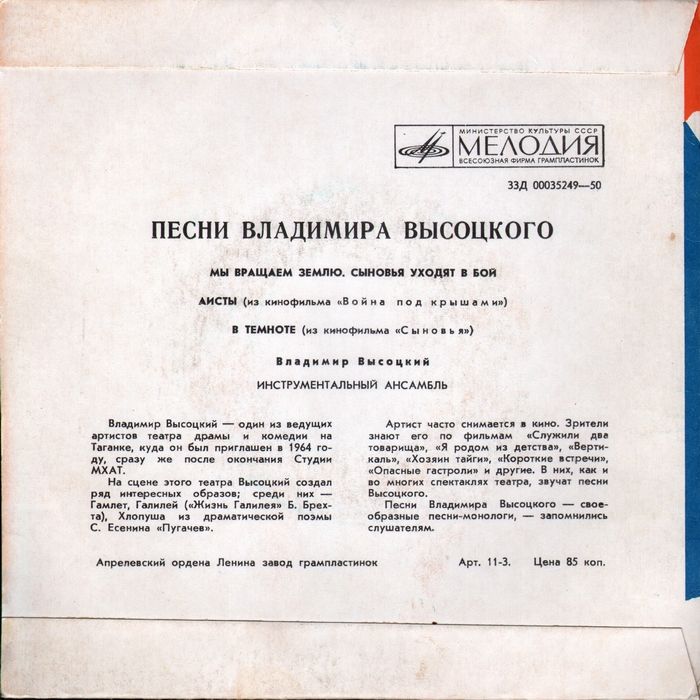 МИНИСТЕРСТВО КУЛЬТУРЫ СССР
МЕЛОДИЯ
ВСЕСОЮЗНАЯ ФИРМА ГРАМПЛАСТИНОК
33Д 00035249—50
ПЕСНИ ВЛАДИМИРА ВЫСОЦКОГО
МЫ ВРАЩАЕМ ЗЕМЛЮ. СЫНОВЬЯ УХОДЯТ В БОЙ
АИСТЫ (из кинофильма «Война под крышами»)
В ТЕМНОТЕ (из кинофильма «Сыновья»)
Владимир Высоцкий
ИНСТРУМЕНТАЛЬНЫЙ АНСАМБЛЬ
Владимир Высоцкий — один из ведущих
артистов театра драмы и комедии на
Таганке, куда он был приглашен в 1964 го-
ду, сразу же после окончания Студии
МХАТ.
На сцене этого театра Высоцкий создал
ряд интересных образов; среди них —
Гамлет, Галилей («Жизнь Галилея» Б. Брех-
та), Хлопуша из драматической поэмы
С. Есенина «Пугачев».
Артист часто снимается в кино. Зрители
знают его по фильмам «Служили два
товарища», «Я родом из детства», «Верти-
каль», «Хозяин тайги», «Короткие встречи»,
«Опасные гастроли» и другие. В них, как и
во многих спектаклях театра, звучат песни
Высоцкого.
Песни Владимира Высоцкого — свое-
образные песни-монологи, — запомнились
слушателям.
Апрелевский ордена Ленина завод грампластинок
Арт. 11-3. Цена 85 коп.